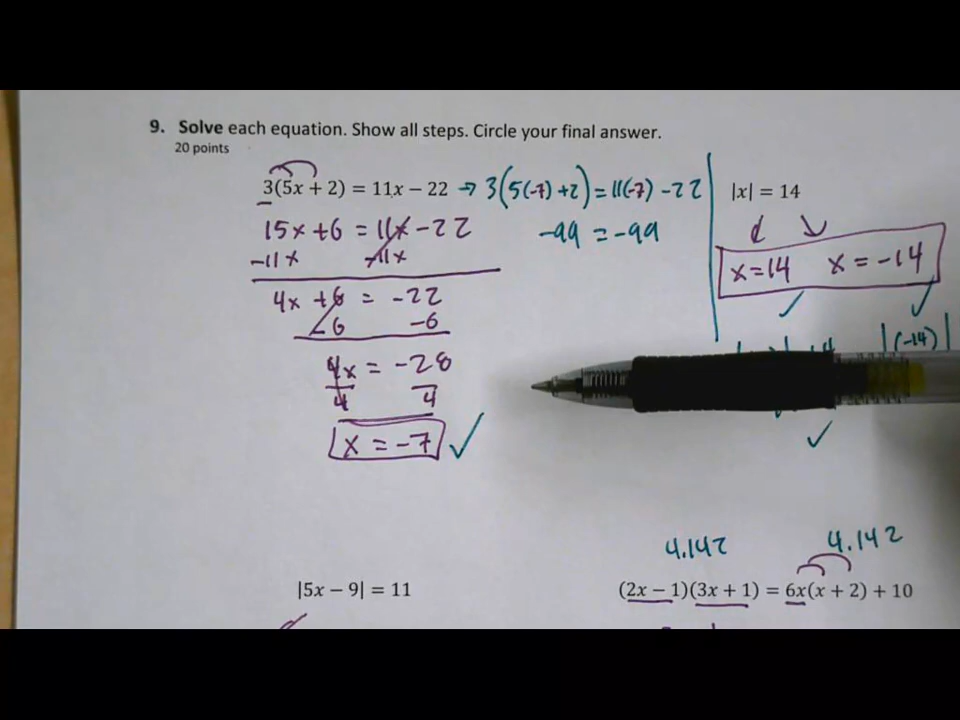 9. Solve each equation. Show all steps. Circle your final answer.
20 points
3(5x + 2) = 11x − 22 → 3(5(-7) +2) = 11(-7) -22
15x +6 = 11x -22
-99 = -99
-11x -11x
4x +6 = -22
-6 -6
4x = -28
4 4
x = -7 ✓
|x| = 14
x=14 x = -14
✓ ✓
|(-14)|
✓
|5x − 9| = 11
4.142 4.142
(2x − 1)(3x + 1) = 6x(x + 2) + 10